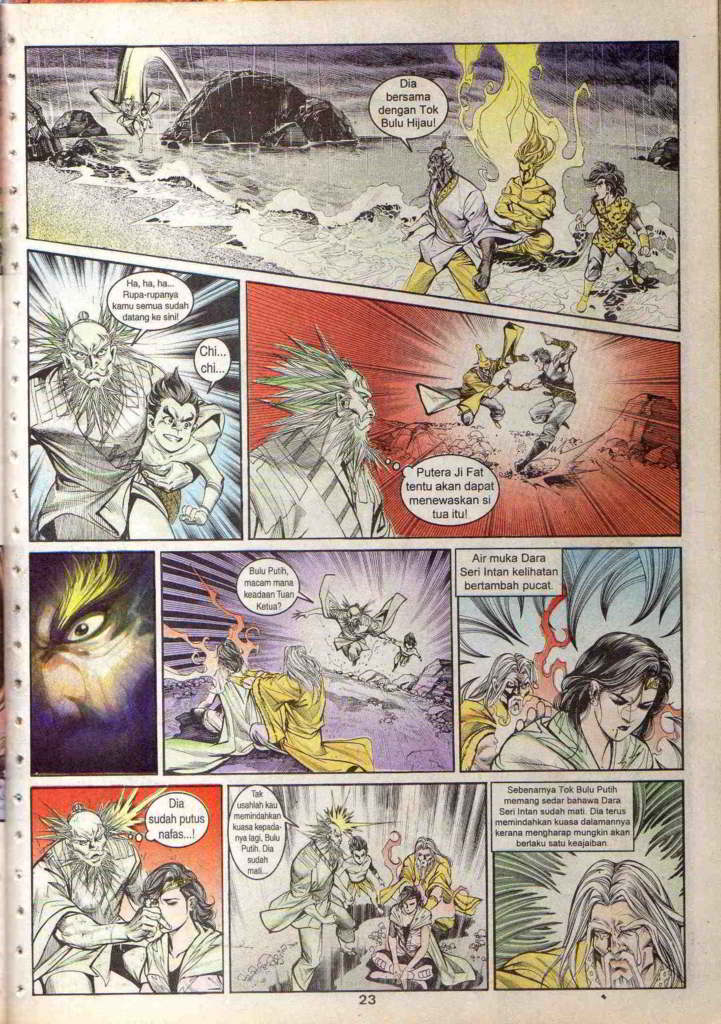 Dia
bersama
dengan Tok
Bulu Hijau!
Ha, ha, ha...
Rupa-rupanya
kamu semua sudah
datang ke sini!
Chi...
chi...
Putera Ji Fat
tentu akan dapat
menewaskan si
tua itu!
Bulu Putih,
macam mana
keadaan Tuan
Ketua?
Air muka Dara
Seri Intan kelihatan
bertambah pucat.
Dia
sudah putus
nafas...!
Tak
usahlah kau
memindahkan
kuasa kepada-
nya lagi, Bulu
Putih. Dia
sudah
mati...
Sebenarnya Tok Bulu Putih
memang sedar bahawa Dara
Seri Intan sudah mati. Dia terus
memindahkan kuasa dalamannya
kerana mengharap mungkin akan
berlaku satu keajaiban.
23